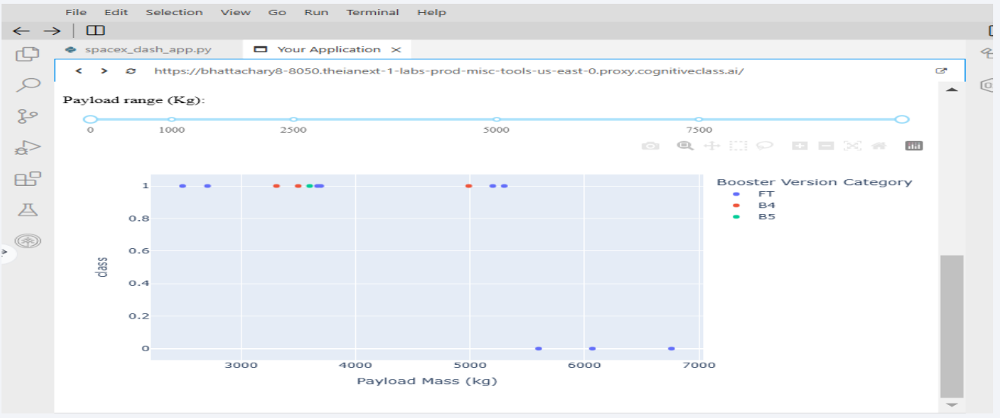 File Edit Selection View Go Run Terminal Help
spacex_dash_app.py Your Application
https://bhattachary8-8050.theianext-1-labs-prod-misc-tools-us-east-0.proxy.cognitiveclass.ai/
Payload range (Kg):
0 1000 2500 5000 7500
Booster Version Category
FT
B4
B5
1
0.8
0.6
0.4
0.2
0
class
3000 4000 5000 6000 7000
Payload Mass (kg)